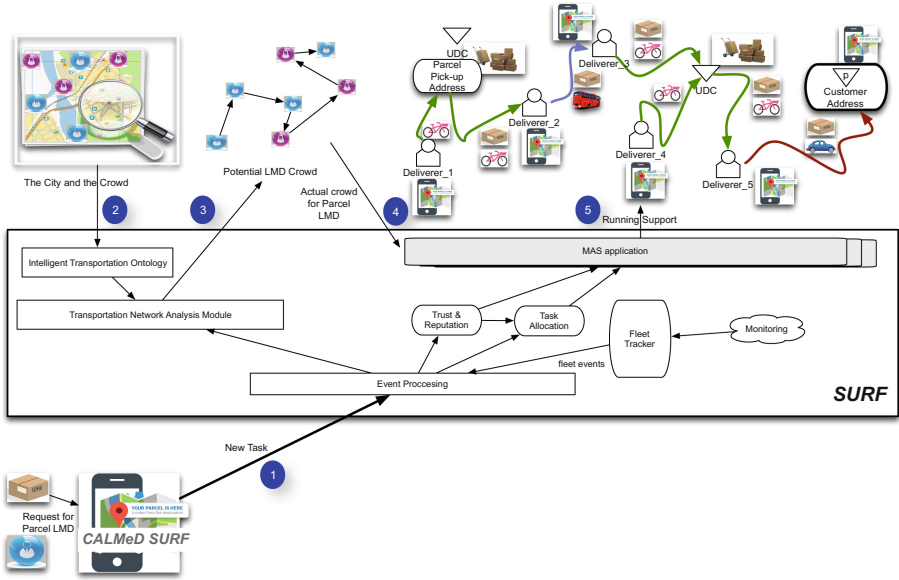 UDC
Parcel
Pick-up
Address
Deliverer_1
Deliverer_2
Deliverer_3
Deliverer_4
UDC
Deliverer_5
p
Customer
Address
The City and the Crowd
Potential LMD Crowd
Actual crowd
for Parcel
LMD
2
3
4
5
Running Support
MAS application
Intelligent Transportation Ontology
Transportation Network Analysis Module
Trust &
Reputation
Task
Allocation
Fleet
Tracker
Monitoring
fleet events
Event Proccesing
SURF
New Task
1
Request for
Parcel LMD
YOUR PARCEL IS HERE
CALMeD SURF